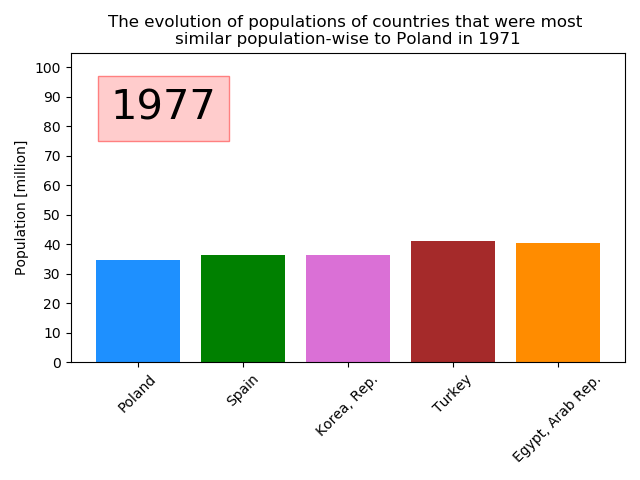 The evolution of populations of countries that were most
similar population-wise to Poland in 1971
1977
Population [million]
100
90
80
70
60
50
40
30
20
10
0
Poland
Spain
Korea, Rep.
Turkey
Egypt, Arab Rep.